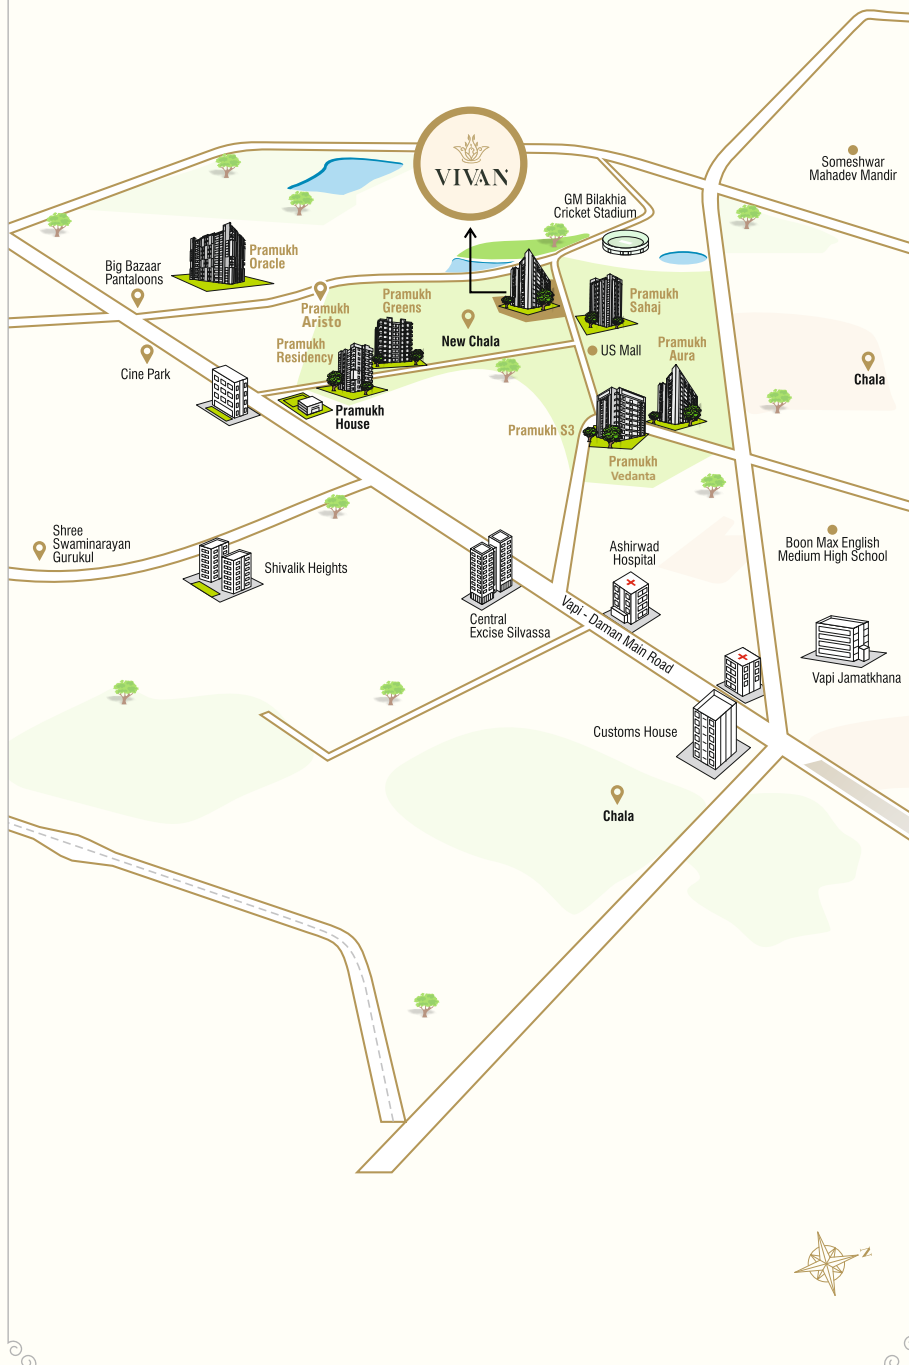 Someshwar
Mahadev Mandir
VIVAN
GM Bilakhia
Cricket Stadium
Pramukh
Oracle
Big Bazaar
Pantaloons
Pramukh
Greens
Pramukh
Sahaj
Pramukh
Aristo
New Chala
Pramukh
Residency
US Mall
Pramukh
Aura
Cine Park
Chala
Pramukh
House
Pramukh S3
Pramukh
Vedanta
Shree
Swaminarayan
Gurukul
Shivalik Heights
Ashirwad
Hospital
Boon Max English
Medium High School
Central
Excise Silvassa
Vapi - Daman Main Road
Vapi Jamatkhana
Customs House
Chala
N